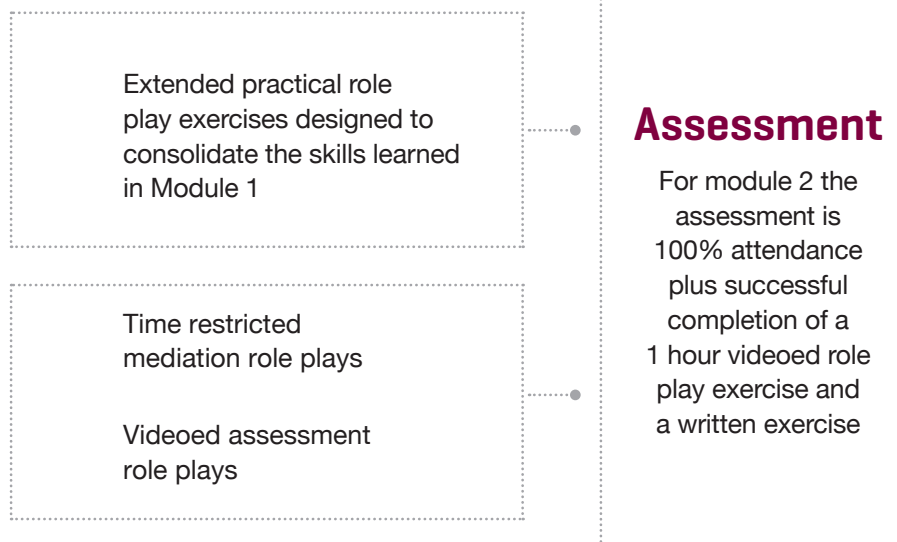 Extended practical role
play exercises designed to
consolidate the skills learned
in Module 1
Time restricted
mediation role plays
Videoed assessment
role plays
Assessment
For module 2 the
assessment is
100% attendance
plus successful
completion of a
1 hour videoed role
play exercise and
a written exercise